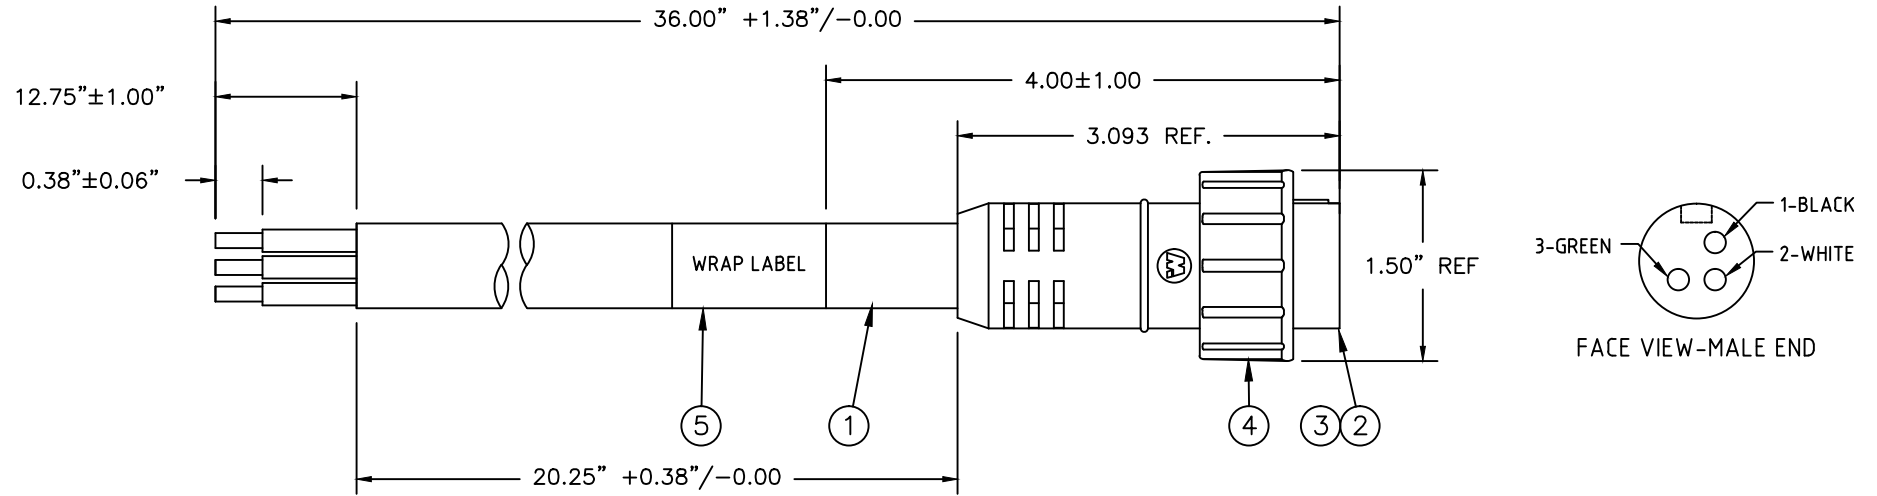 36.00” +1.38”/-0.00
4.00±1.00
12.75”±1.00”
3.093 REF.
0.38”±0.06”
WRAP LABEL
1.50” REF
1-BLACK
3-GREEN
2-WHITE
FACE VIEW-MALE END
5
1
4
3
2
20.25” +0.38”/-0.00